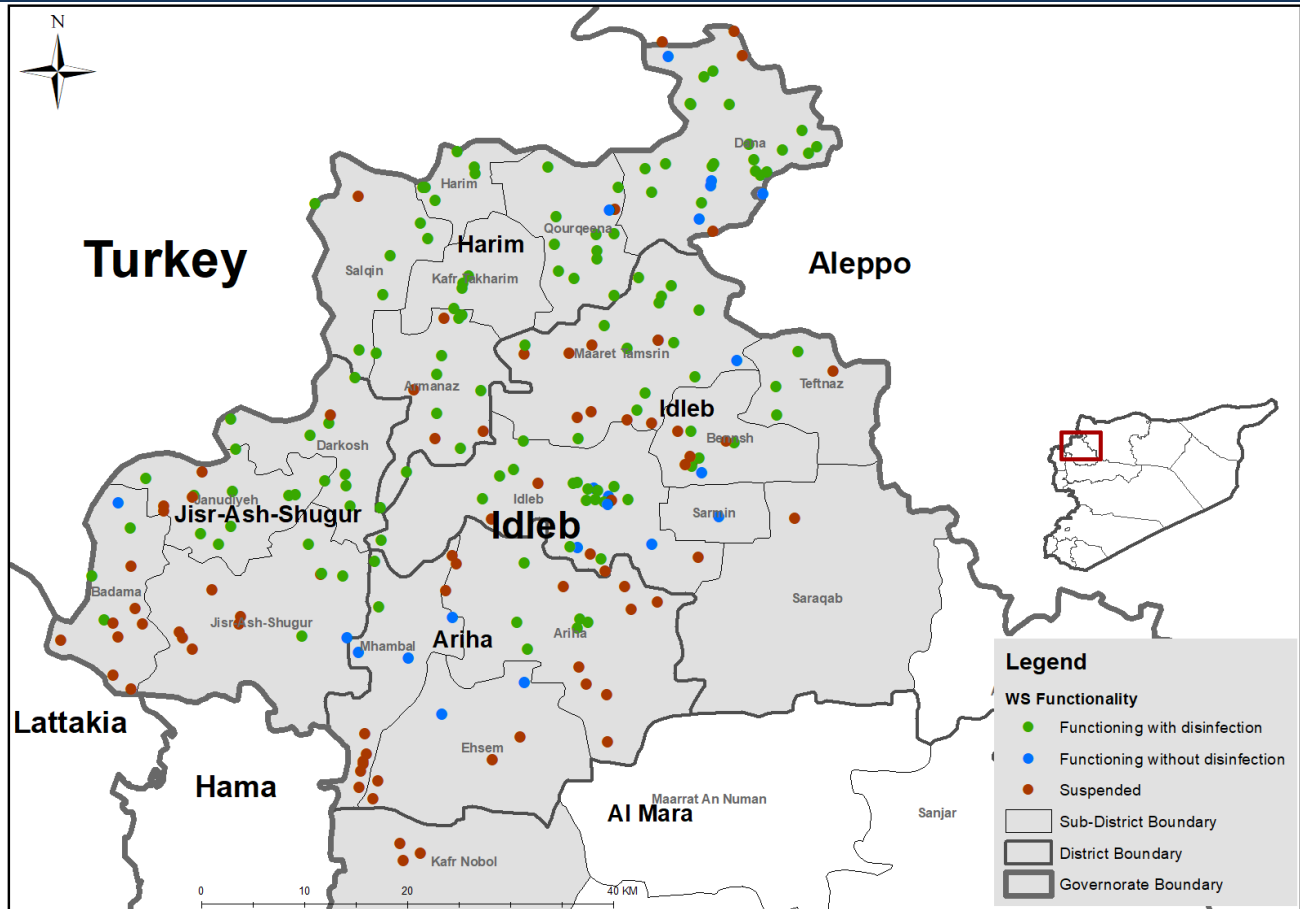 N
Dana
Harim
Qourqeena
Harim
Turkey
Aleppo
Salqin
Kafr Takharim
Maaret Tamsrin
Teftnaz
Armanaz
Idleb
Bennsh
Darkosh
Janudiyeh
Idleb
Jisr-Ash-Shugur
Sarmin
Idleb
Badama
Saraqab
Jisr-Ash-Shugur
Ariha
Ariha
Mhambal
Lattakia
Ehsem
Hama
Maarrat An Numan
Al Mara
Sanjar
Kafr Nobol
0 10 20 40 KM
Legend
WS Functionality
Functioning with disinfection
Functioning without disinfection
Suspended
Sub-District Boundary
District Boundary
Governorate Boundary